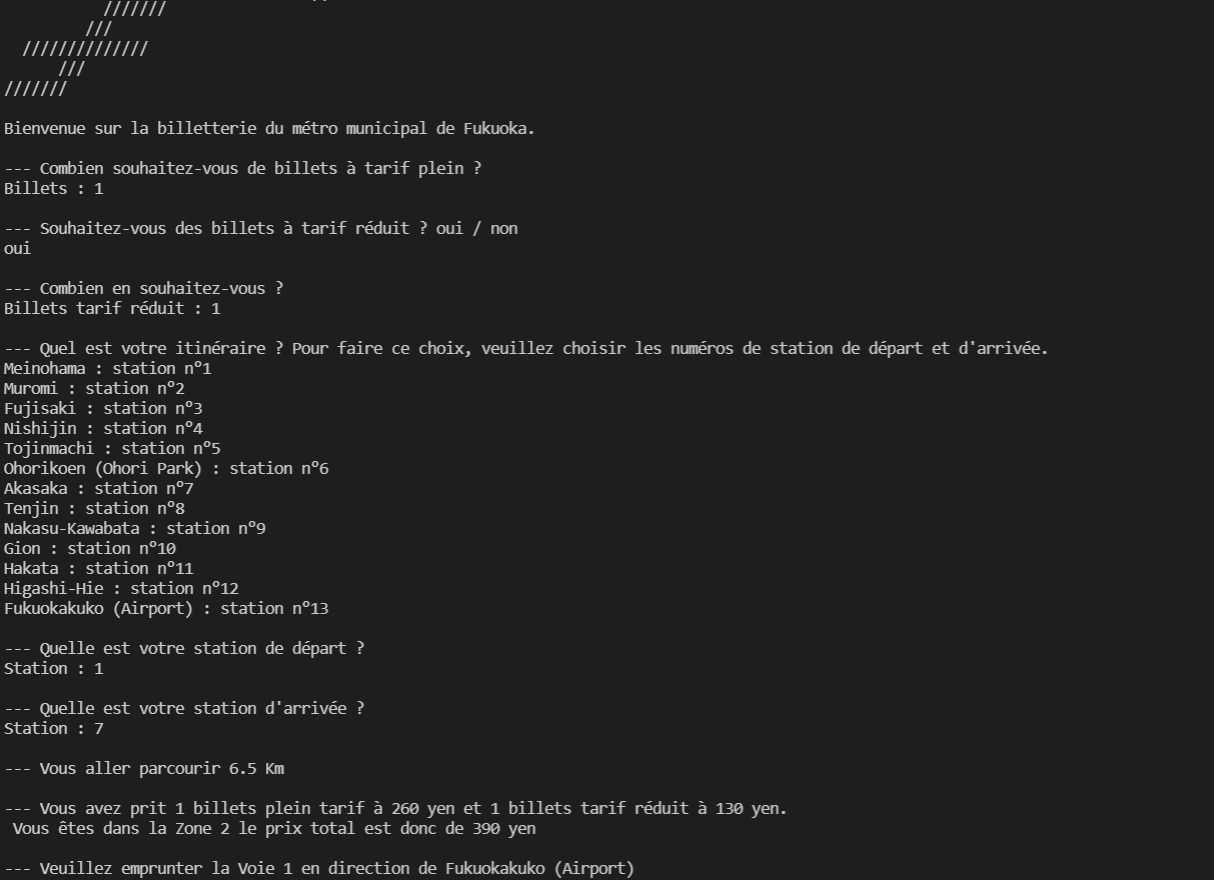 ///////
///
//////////////
///
///////
Bienvenue sur la billetterie du métro municipal de Fukuoka.
--- Combien souhaitez-vous de billets à tarif plein ?
Billets : 1
--- Souhaitez-vous des billets à tarif réduit ? oui / non
oui
--- Combien en souhaitez-vous ?
Billets tarif réduit : 1
--- Quel est votre itinéraire ? Pour faire ce choix, veuillez choisir les numéros de station de départ et d'arrivée.
Meinohama : station n°1
Muromi : station n°2
Fujisaki : station n°3
Nishijin : station n°4
Tojinmachi : station n°5
Ohorikoen (Ohori Park) : station n°6
Akasaka : station n°7
Tenjin : station n°8
Nakasu-Kawabata : station n°9
Gion : station n°10
Hakata : station n°11
Higashi-Hie : station n°12
Fukuokakuko (Airport) : station n°13
--- Quelle est votre station de départ ?
Station : 1
--- Quelle est votre station d'arrivée ?
Station : 7
--- Vous aller parcourir 6.5 Km
--- Vous avez prit 1 billets plein tarif à 260 yen et 1 billets tarif réduit à 130 yen.
Vous êtes dans la Zone 2 le prix total est donc de 390 yen
--- Veuillez emprunter la Voie 1 en direction de Fukuokakuko (Airport)